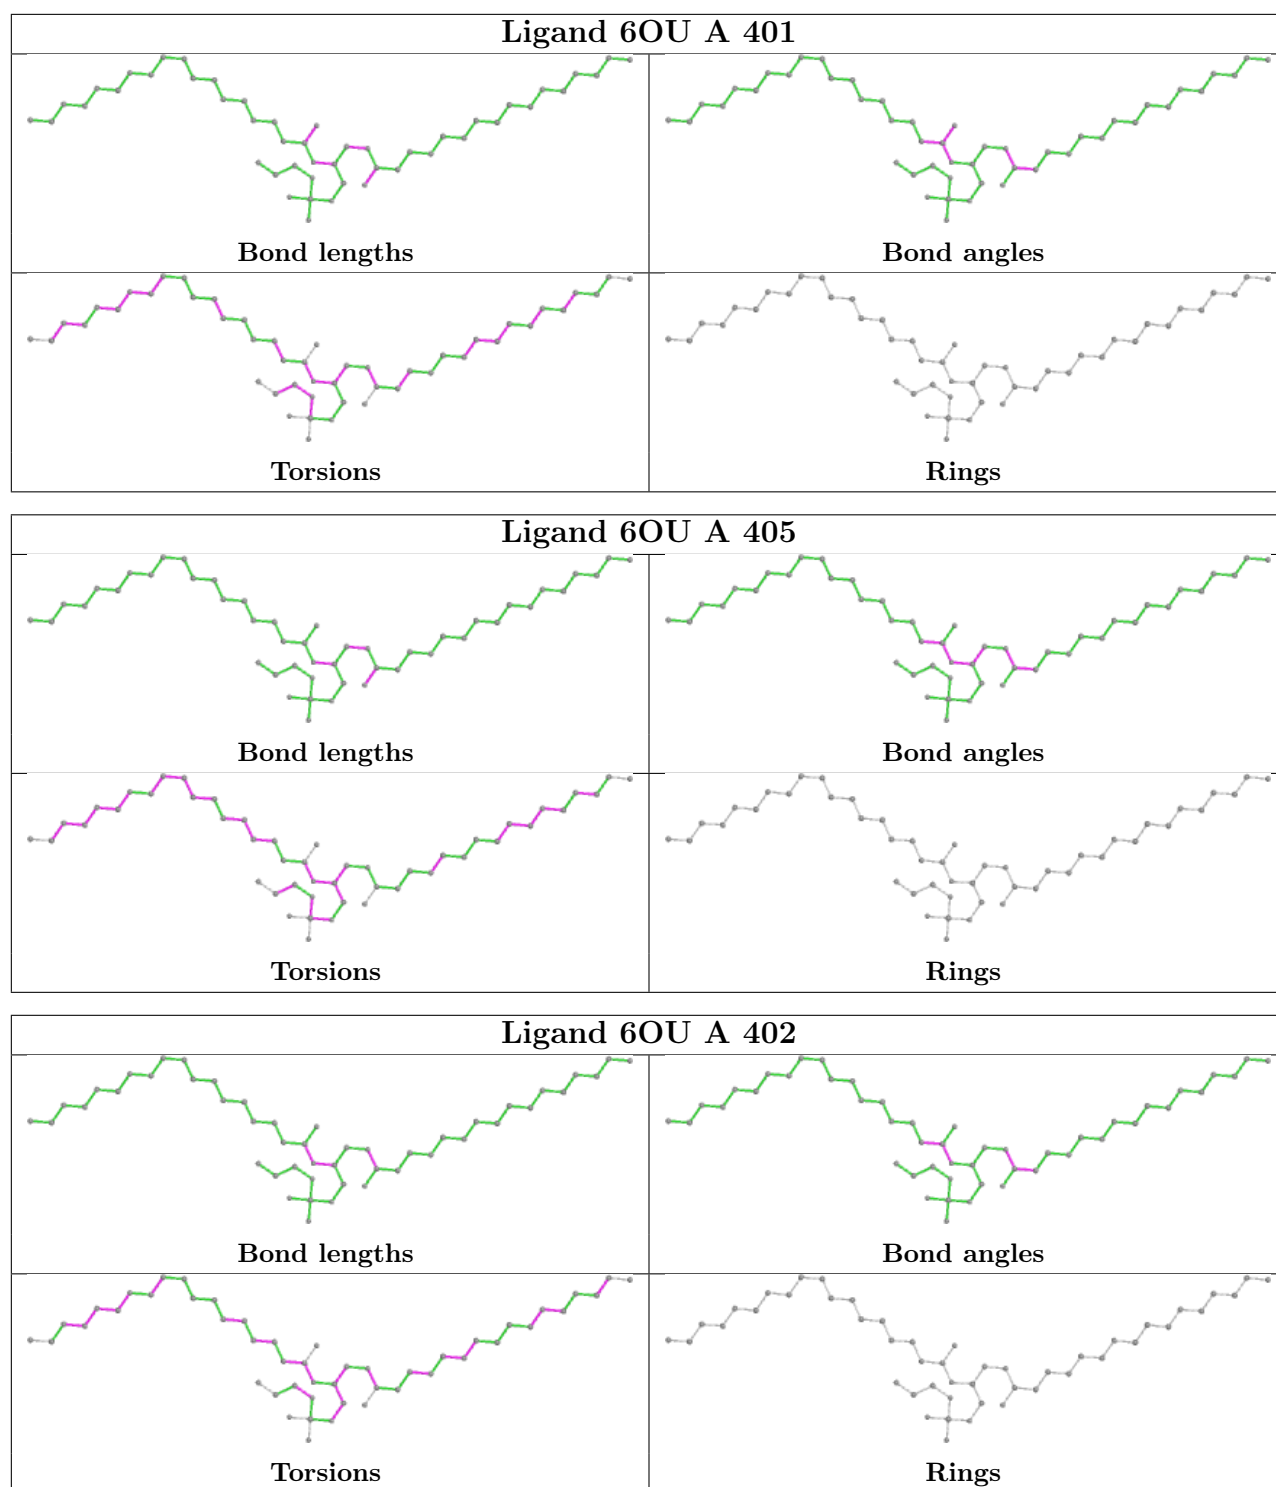 Ligand 6OU A 401
Bond lengths
Bond angles
Torsions
Rings
Ligand 6OU A 405
Bond lengths
Bond angles
Torsions
Rings
Ligand 6OU A 402
Bond lengths
Bond angles
Torsions
Rings